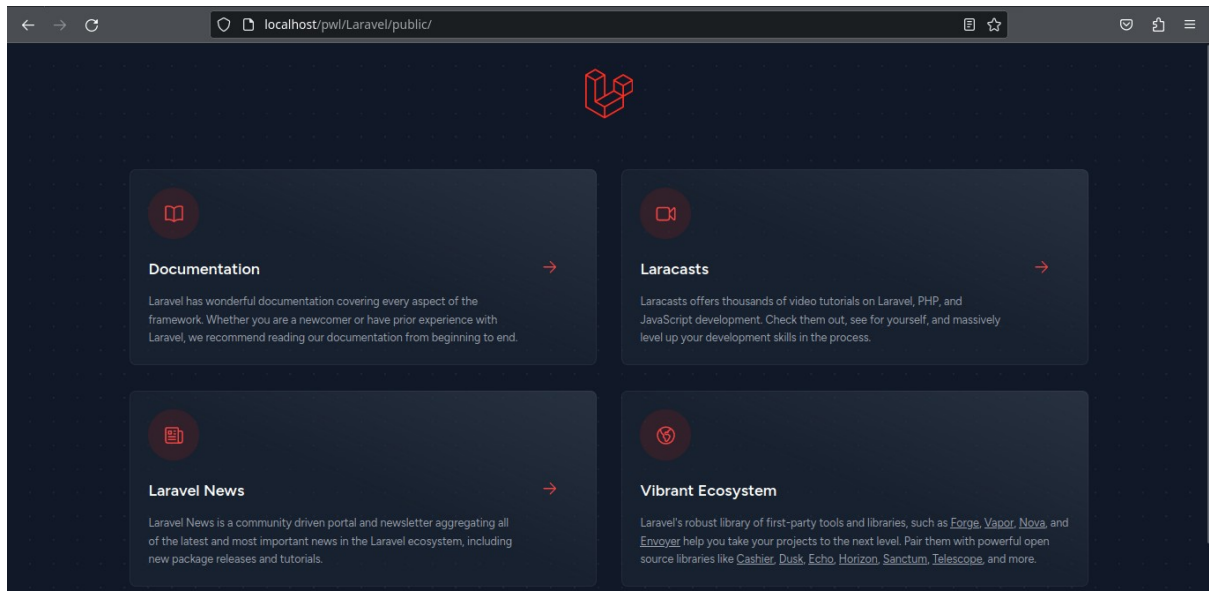 localhost/pwl/Laravel/public/
Documentation
Laravel has wonderful documentation covering every aspect of the
framework. Whether you are a newcomer or have prior experience with
Laravel, we recommend reading our documentation from beginning to end.
Laracasts
Laracasts offers thousands of video tutorials on Laravel, PHP, and
JavaScript development. Check them out, see for yourself, and massively
level up your development skills in the process.
Laravel News
Laravel News is a community driven portal and newsletter aggregating all
of the latest and most important news in the Laravel ecosystem, including
new package releases and tutorials.
Vibrant Ecosystem
Laravel's robust library of first-party tools and libraries, such as Forge, Vapor, Nova, and
Envoyer help you take your projects to the next level. Pair them with powerful open
source libraries like Cashier, Dusk, Echo, Horizon, Sanctum, Telescope, and more.